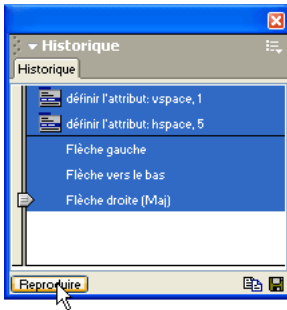 Historique
Historique
définir l'attribut: vspace, 1
définir l'attribut: hspace, 5
Flèche gauche
Flèche vers le bas
Flèche droite (Maj)
Reproduire